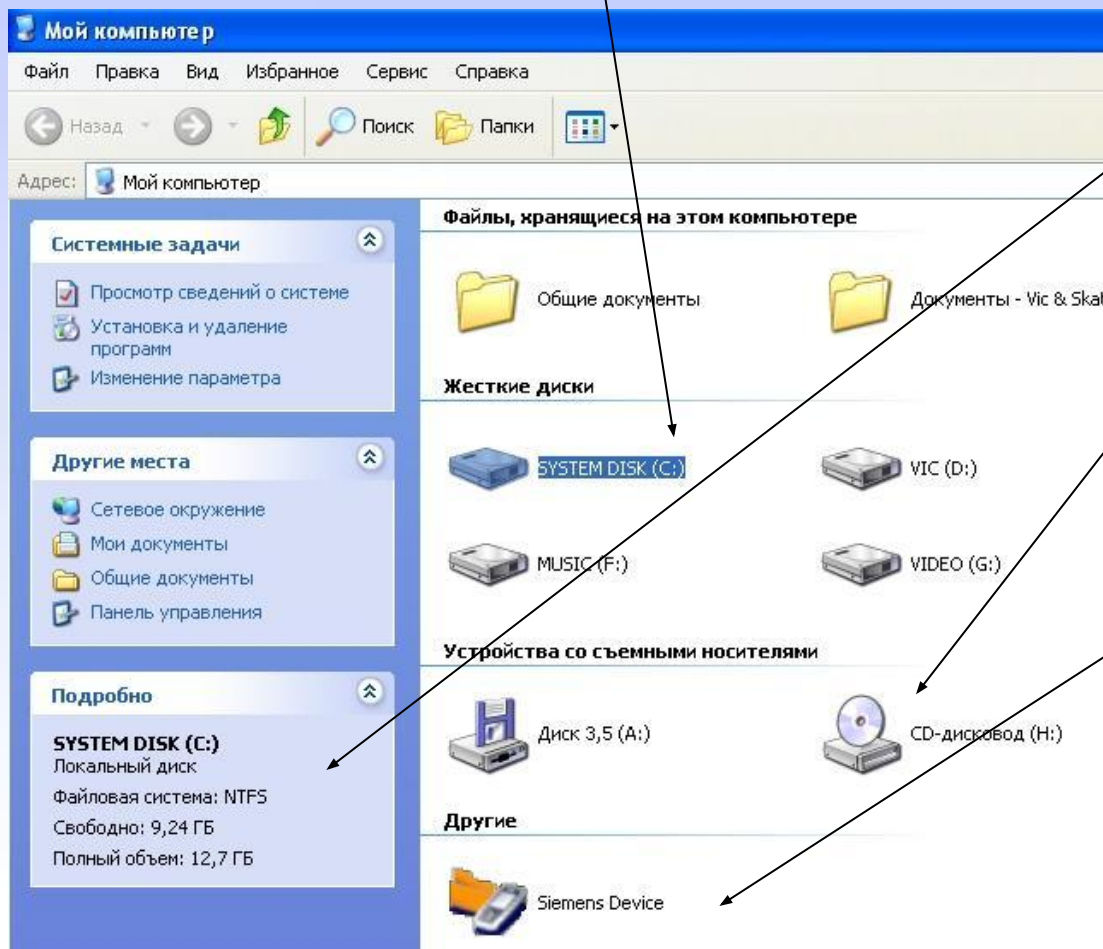 Мой компьютер
Файл Правка Вид Избранное Сервис Справка
Назад Поиск Папки
Адрес: Мой компьютер
Системные задачи
Просмотр сведений о системе
Установка и удаление
программ
Изменение параметра
Другие места
Сетевое окружение
Мои документы
Общие документы
Панель управления
Подробно
SYSTEM DISK (C:)
Локальный диск
Файловая система: NTFS
Свободно: 9,24 ГБ
Полный объем: 12,7 ГБ
Файлы, хранящиеся на этом компьютере
Общие документы
Документы - Vic & Skat
Жесткие диски
SYSTEM DISK (C:)
VIC (D:)
MUSIC (F:)
VIDEO (G:)
Устройства со съемными носителями
Диск 3,5 (A:)
CD-дисковод (H:)
Другие
Siemens Device